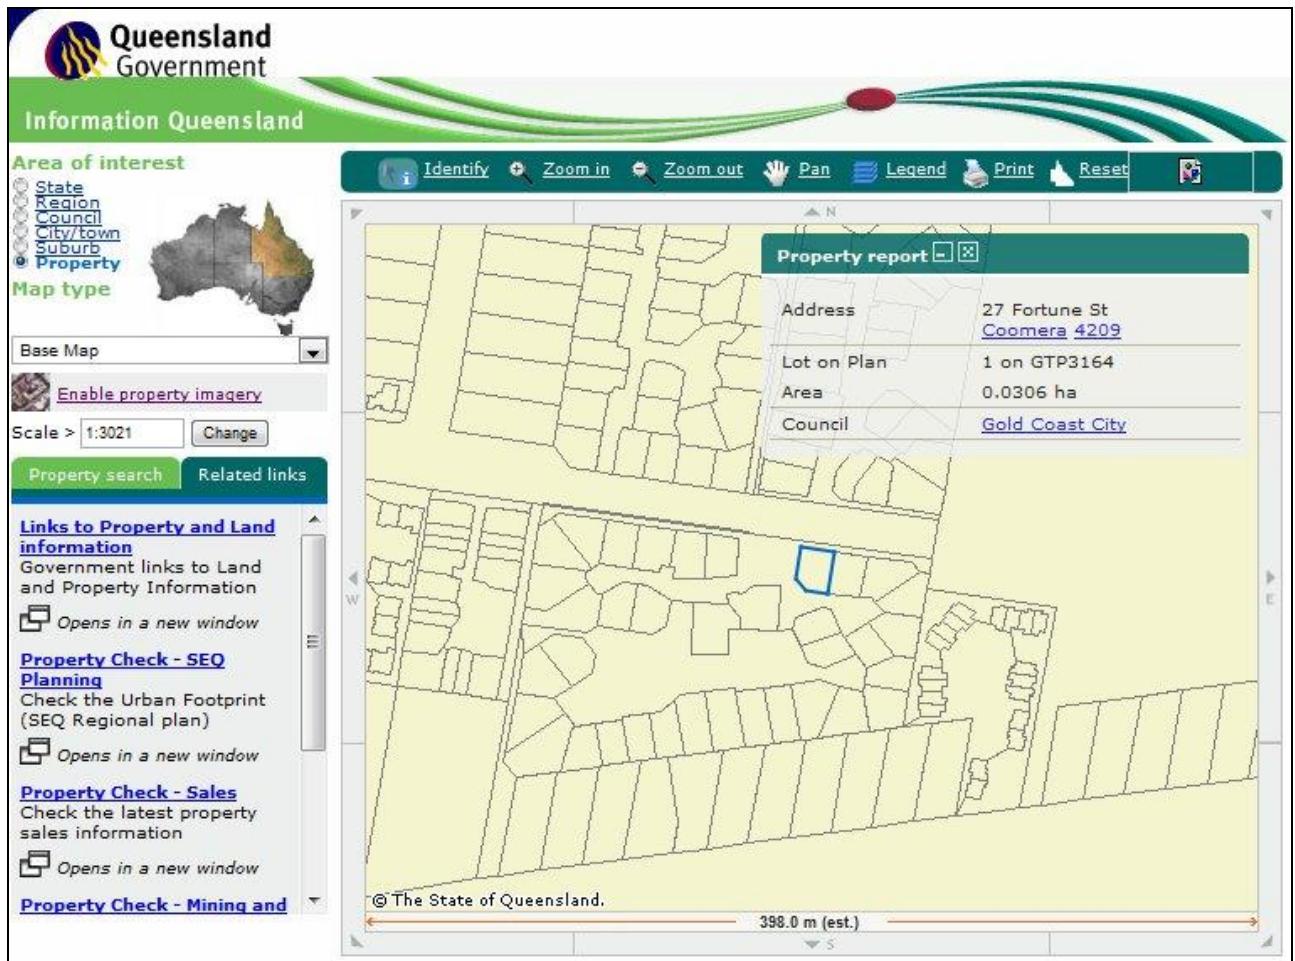 Queensland
Government
Information Queensland
Area of interest
State
Region
Council
City/town
Suburb
Property
Map type
Base Map
Enable property imagery
Scale > 1:3021 Change
Property search Related links
Links to Property and Land
information
Government links to Land
and Property Information
Opens in a new window
Property Check - SEQ
Planning
Check the Urban Footprint
(SEQ Regional plan)
Opens in a new window
Property Check - Sales
Check the latest property
sales information
Opens in a new window
Property Check - Mining and
Identify Zoom in Zoom out Pan Legend Print Reset
N
Property report
Address 27 Fortune St
Coomera 4209
Lot on Plan 1 on GTP3164
Area 0.0306 ha
Council Gold Coast City
W
E
© The State of Queensland.
398.0 m (est.)
S